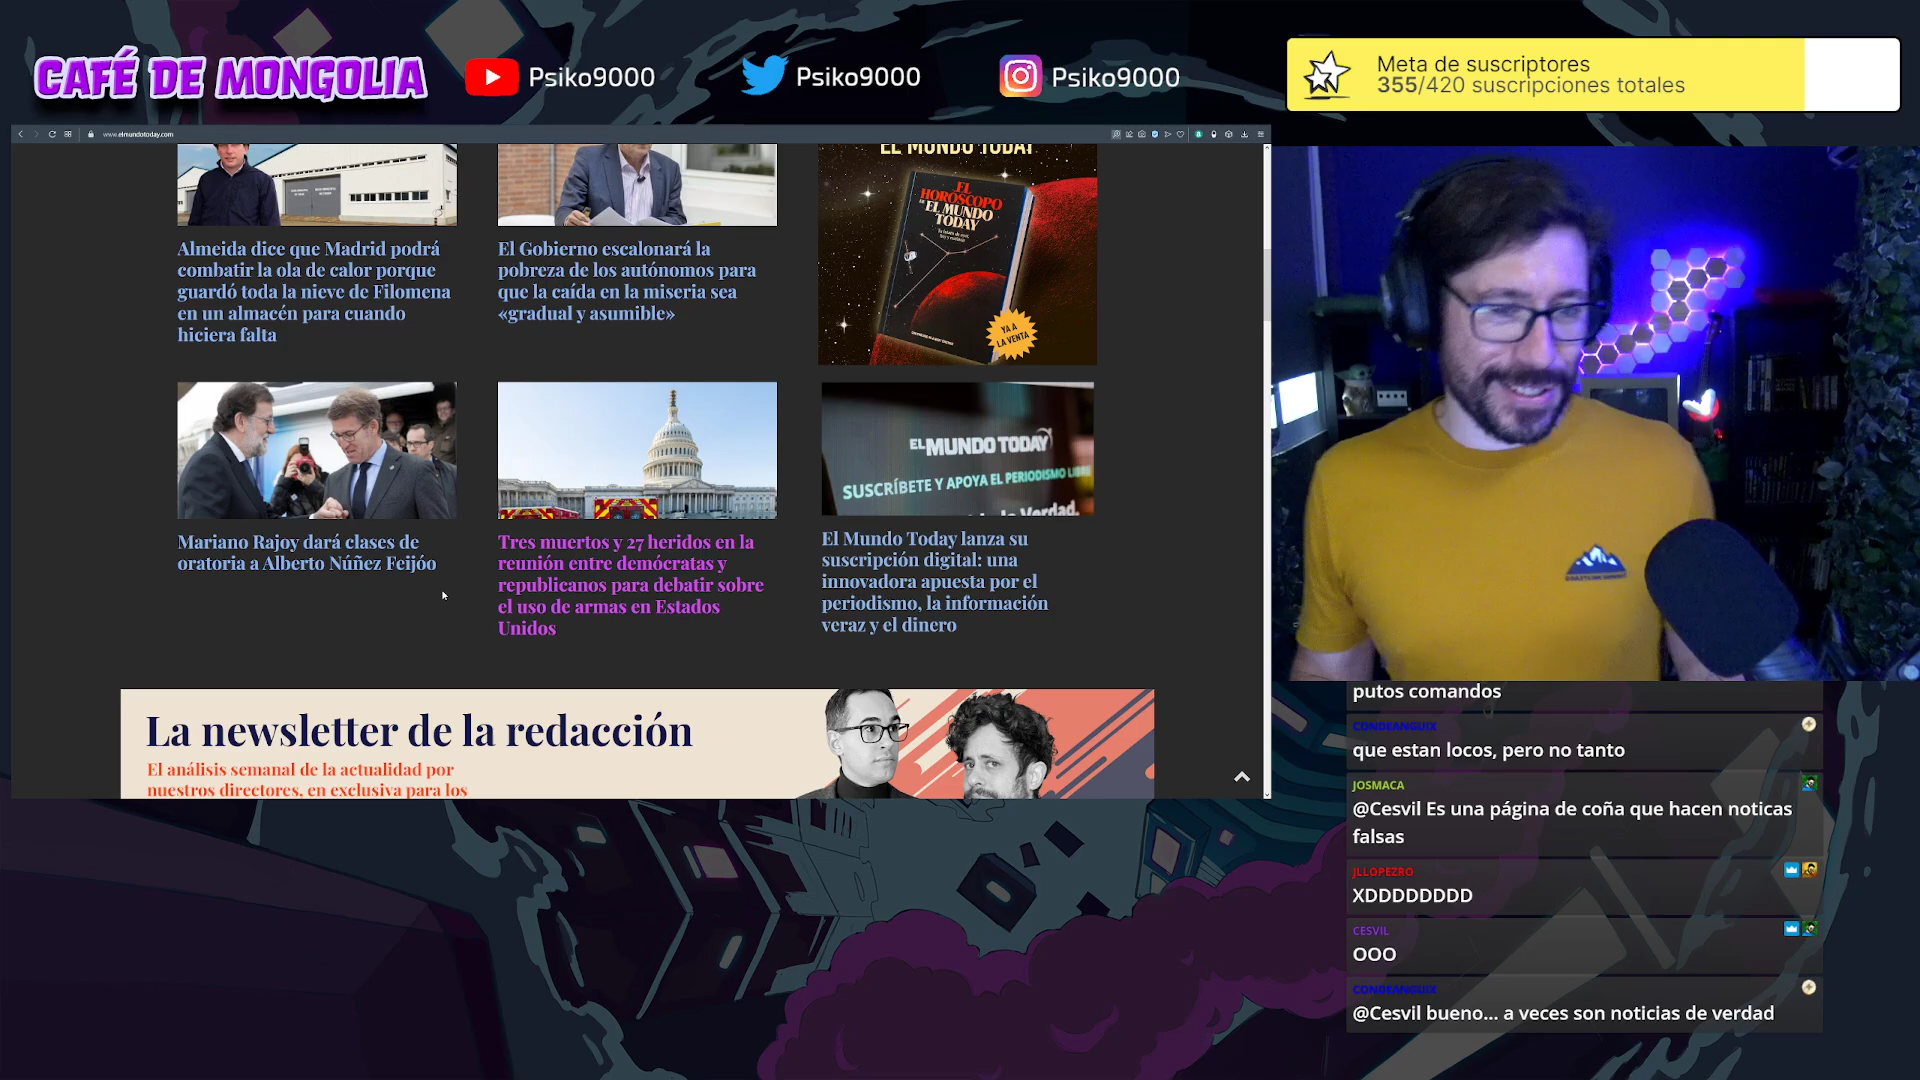 CAFÉ DE MONGOLIA
Psiko9000
Psiko9000
Psiko9000
Meta de suscriptores
355/420 suscripciones totales
www.elmundotoday.com
Almeida dice que Madrid podrá
combatir la ola de calor porque
guardó toda la nieve de Filomena
en un almacén para cuando
hiciera falta
El Gobierno escalonará la
pobreza de los autónomos para
que la caída en la miseria sea
«gradual y asumible»
EL MUNDO TODAY
EL
HOROSCOPO
DE EL MUNDO
TODAY
YA A
LA VENTA
Mariano Rajoy dará clases de
oratoria a Alberto Núñez Feijóo
Tres muertos y 27 heridos en la
reunión entre demócratas y
republicanos para debatir sobre
el uso de armas en Estados
Unidos
EL MUNDO TODAY
SUSCRÍBETE Y APOYA EL PERIODISMO LIBRE
la Verdad.
El Mundo Today lanza su
suscripción digital: una
innovadora apuesta por el
periodismo, la información
veraz y el dinero
La newsletter de la redacción
El análisis semanal de la actualidad por
nuestros directores, en exclusiva para los
putos comandos
CONDEANGUIX
que estan locos, pero no tanto
JOSMACA
@Cesvil Es una página de coña que hacen noticas
falsas
JLLOPEZRO
XDDDDDDDD
CESVIL
OOO
CONDEANGUIX
@Cesvil bueno... a veces son noticias de verdad